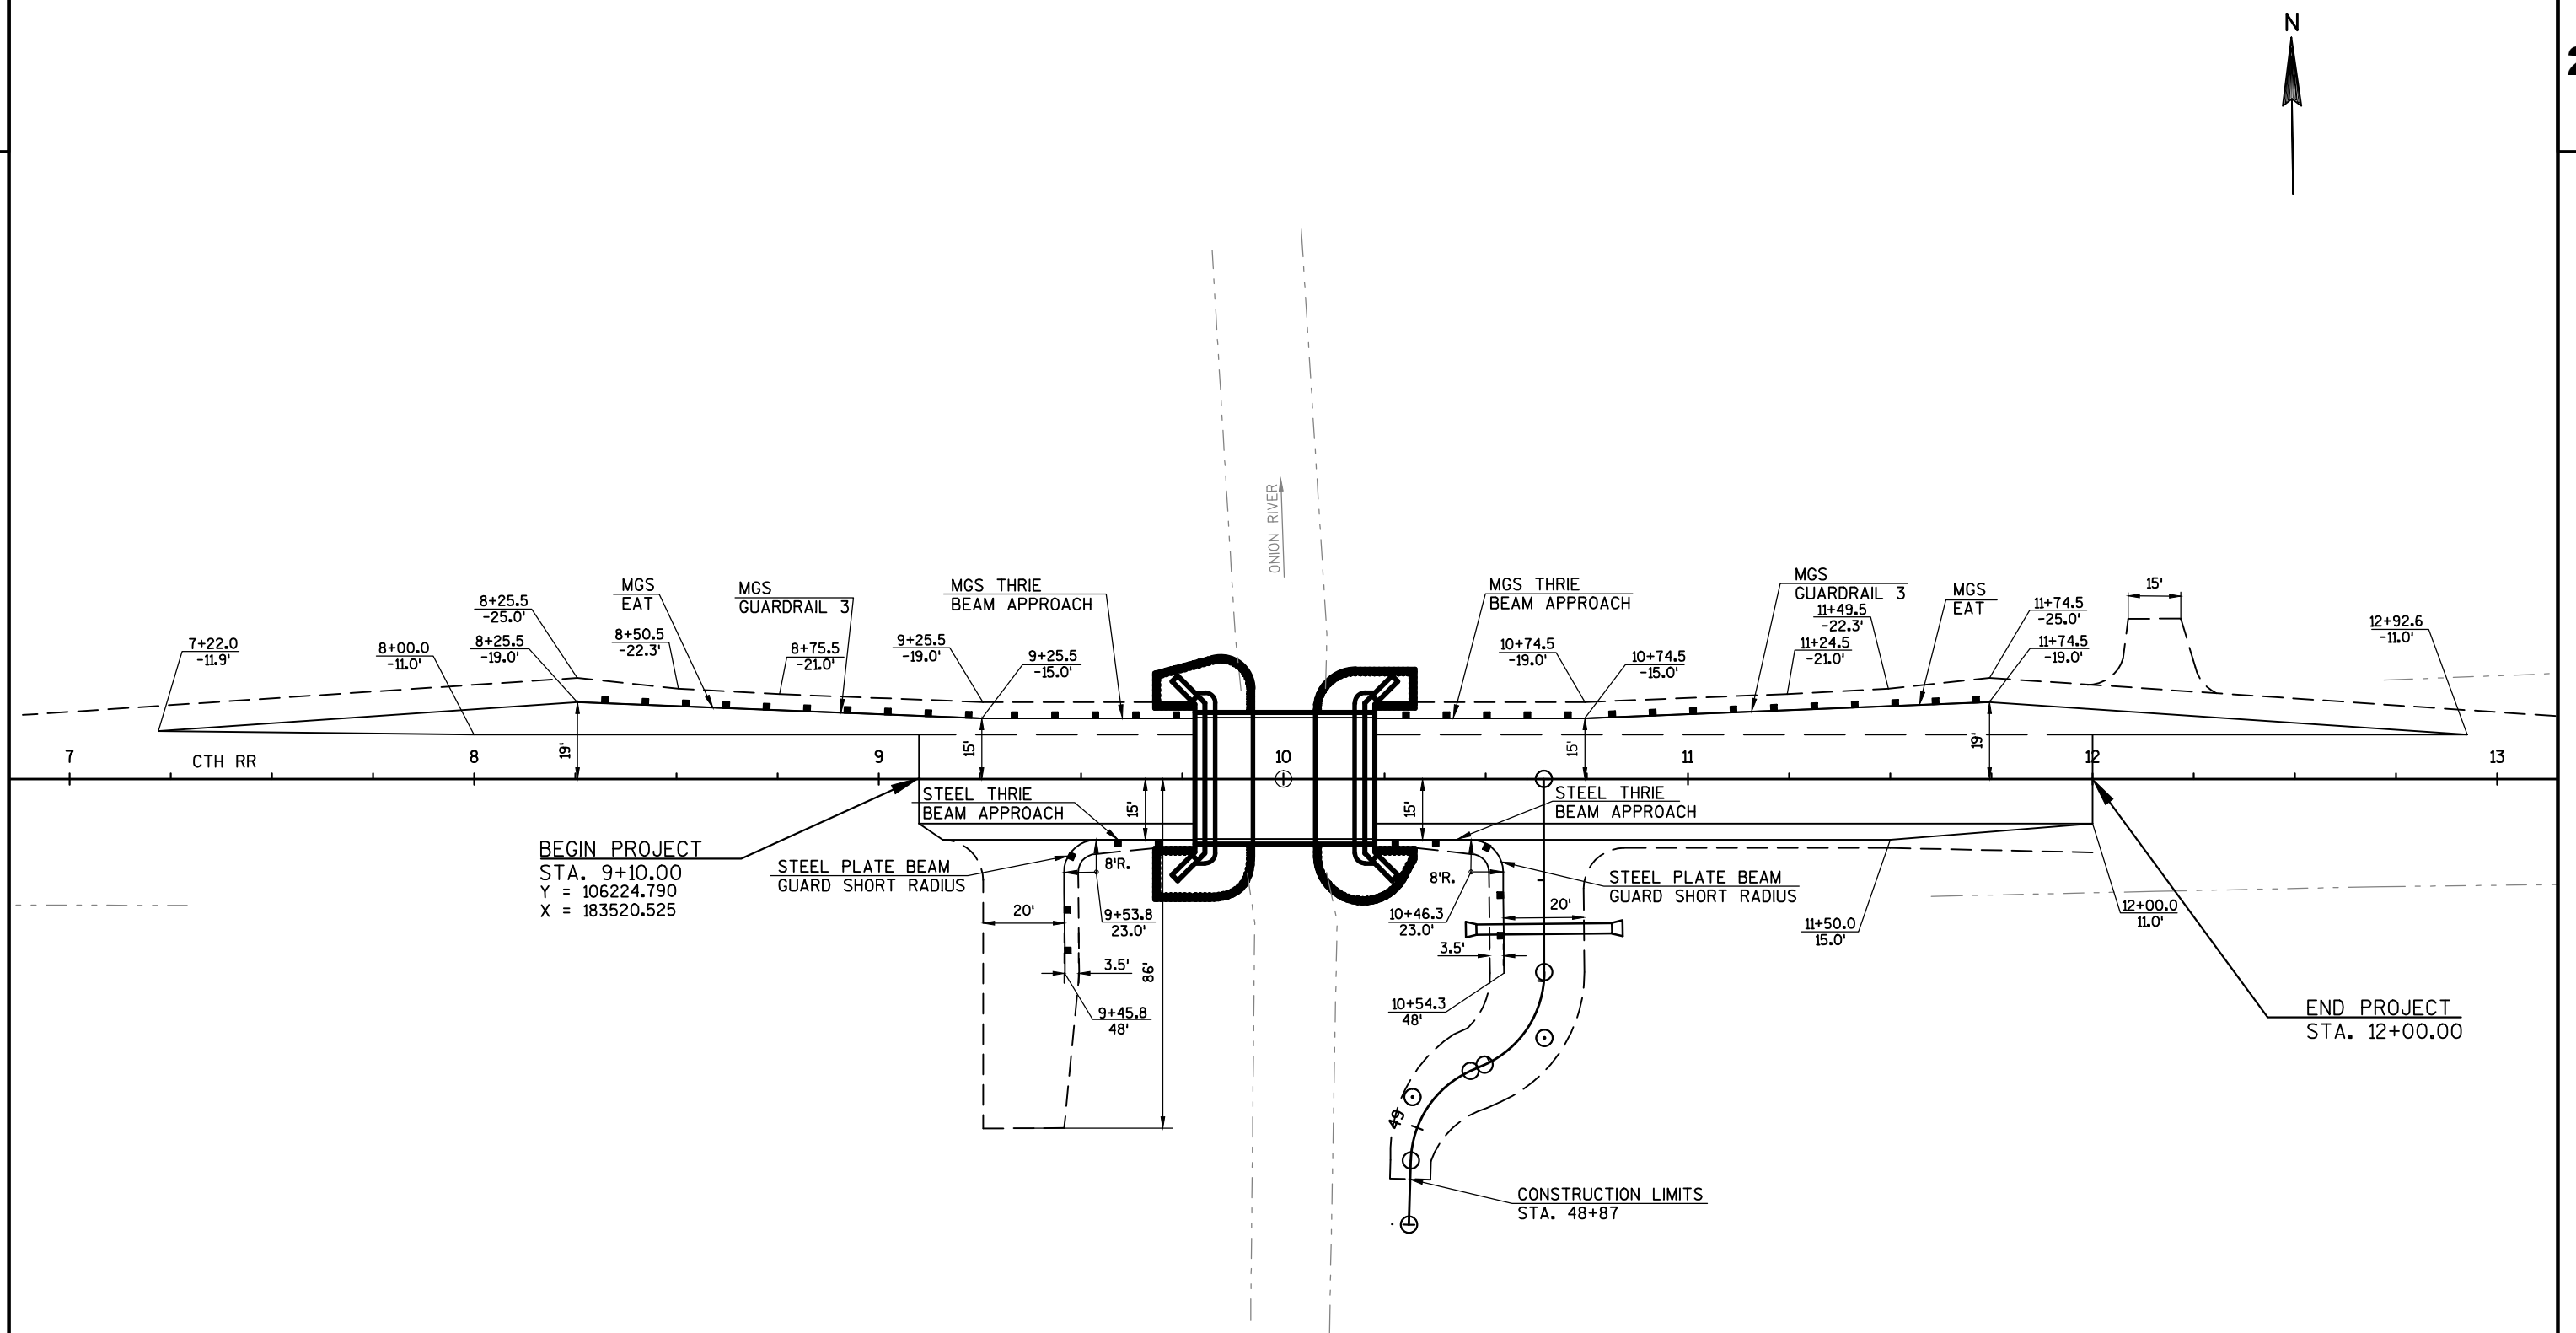 N
2
ONION RIVER
MGS
EAT
MGS
GUARDRAIL 3
MGS THRIE
BEAM APPROACH
MGS THRIE
BEAM APPROACH
MGS
GUARDRAIL 3
MGS
EAT
15'
7+22.0
-11.9'
8+00.0
-11.0'
8+25.5
-25.0'
8+25.5
-19.0'
8+50.5
-22.3'
8+75.5
-21.0'
9+25.5
-19.0'
9+25.5
-15.0'
10+74.5
-19.0'
10+74.5
-15.0'
11+49.5
-22.3'
11+24.5
-21.0'
11+74.5
-25.0'
11+74.5
-19.0'
12+92.6
-11.0'
19'
15'
15'
19'
7
8
9
10
11
12
13
CTH RR
STEEL THRIE
BEAM APPROACH
15'
15'
STEEL THRIE
BEAM APPROACH
BEGIN PROJECT
STA. 9+10.00
Y = 106224.790
X = 183520.525
STEEL PLATE BEAM
GUARD SHORT RADIUS
8'R.
8'R.
STEEL PLATE BEAM
GUARD SHORT RADIUS
20'
9+53.8
23.0'
10+46.3
23.0'
20'
11+50.0
15.0'
12+00.0
11.0'
3.5'
86'
3.5'
9+45.8
48'
10+54.3
48'
END PROJECT
STA. 12+00.00
49
CONSTRUCTION LIMITS
STA. 48+87